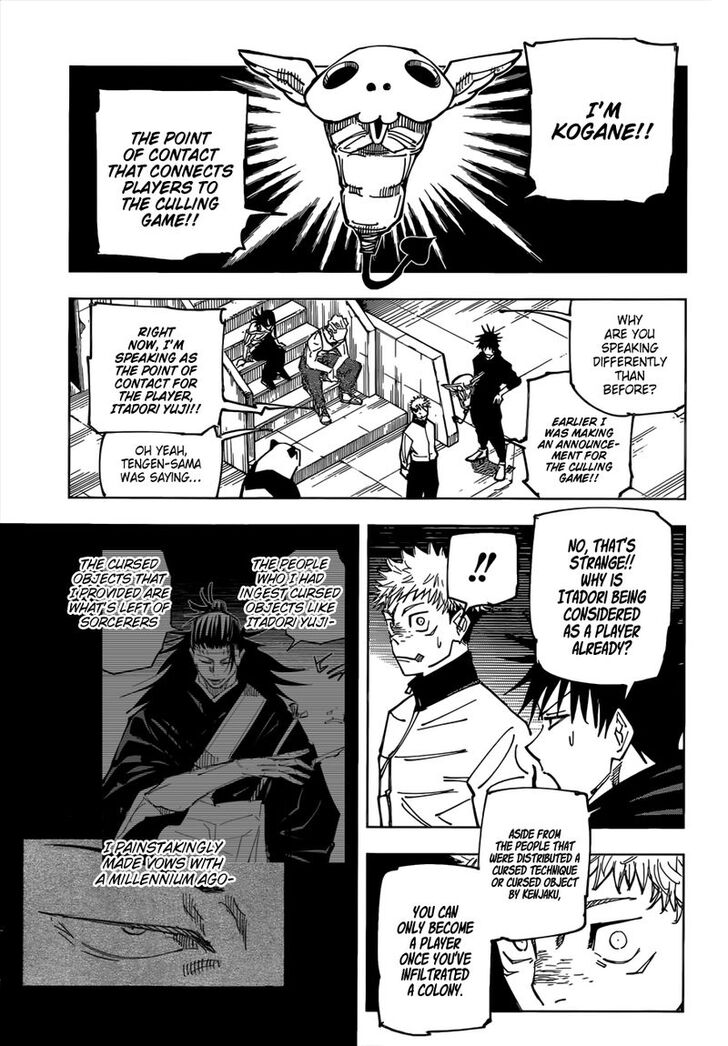 I'M
KOGANE!!
THE POINT
OF CONTACT
THAT CONNECTS
PLAYERS TO
THE CULLING
GAME!!
WHY
ARE YOU
SPEAKING
DIFFERENTLY
THAN
BEFORE?
EARLIER I
WAS MAKING
AN ANNOUNCE-
MENT FOR
THE CULLING
GAME!!
RIGHT
NOW, I'M
SPEAKING AS
THE POINT OF
CONTACT FOR
THE PLAYER,
ITADORI YUJI!!
OH YEAH,
TENGEN-SAMA
WAS SAYING...
NO, THAT'S
STRANGE!!
WHY IS
ITADORI BEING
CONSIDERED
AS A PLAYER
ALREADY?
!!
ASIDE FROM
THE PEOPLE THAT
WERE DISTRIBUTED A
CURSED TECHNIQUE
OR CURSED OBJECT
BY KENJAKU,
YOU CAN
ONLY BECOME
A PLAYER
ONCE YOU'VE
INFILTRATED
A COLONY.
THE PEOPLE
WHO I HAD
INGEST CURSED
OBJECTS LIKE
ITADORI YUJI-
THE CURSED
OBJECTS THAT
I PROVIDED ARE
WHAT'S LEFT OF
SORCERERS
I PAINSTAKINGLY
MADE VOWS WITH
A MILLENNIUM AGO-